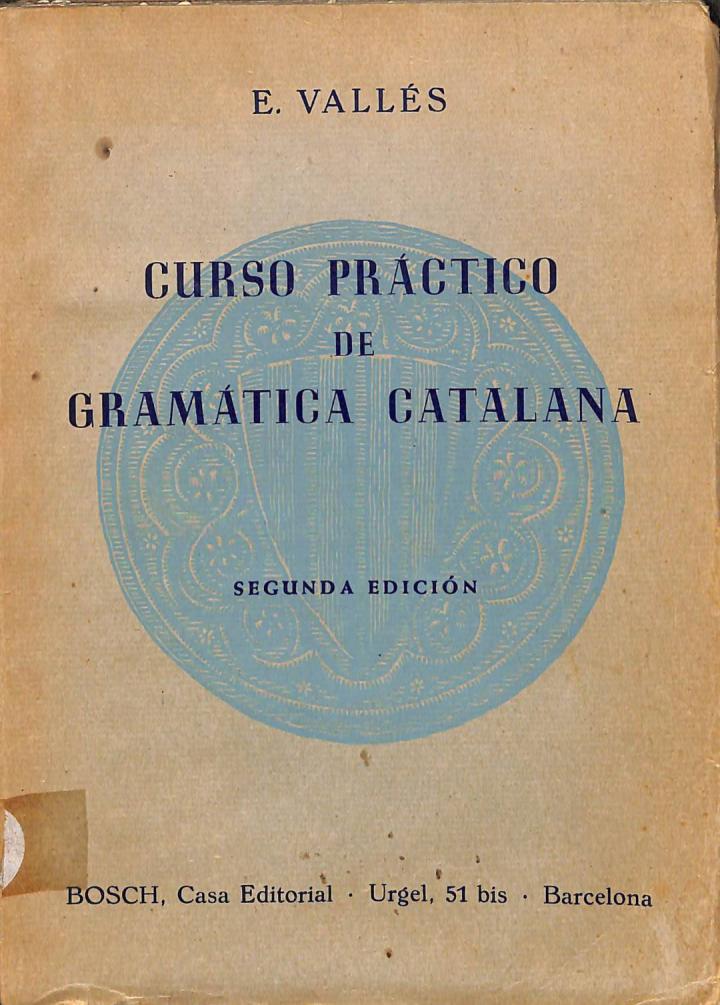 E. VALLÉS
CURSO PRÁCTICO
DE
GRAMÁTICA CATALANA
SEGUNDA EDICIÓN
BOSCH, Casa Editorial · Urgel, 51 bis · Barcelona